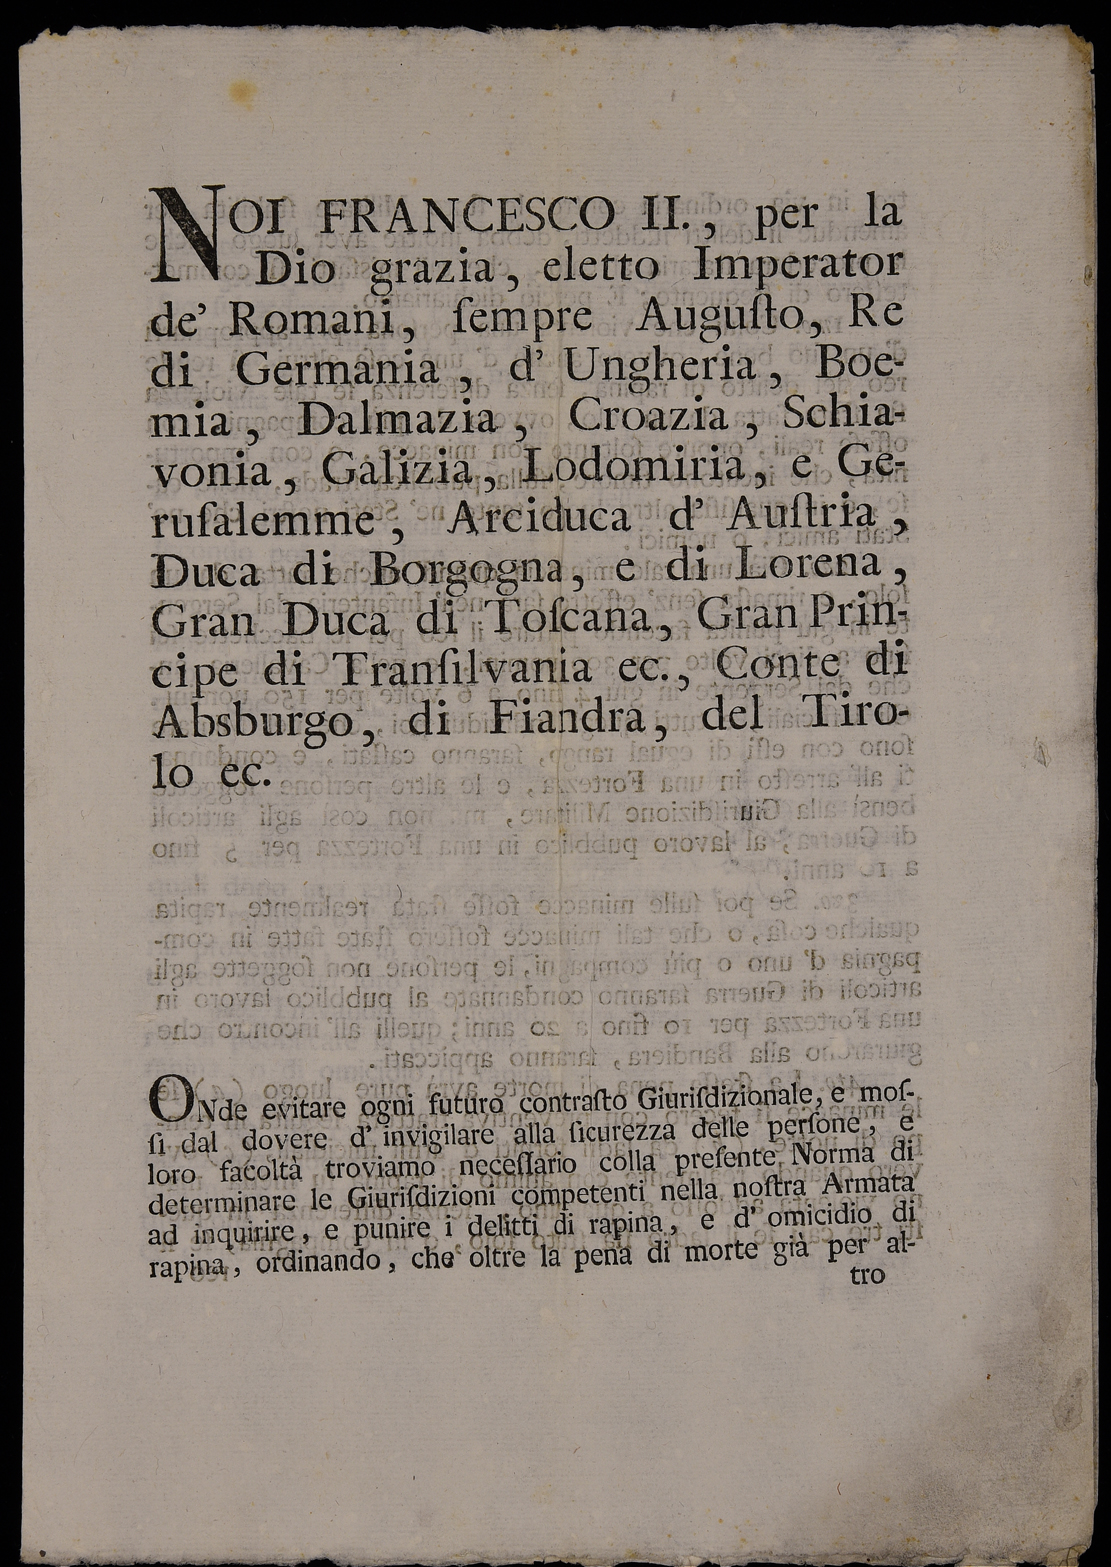 NOI FRANCESCO II., per la
Dio grazia, eletto Imperator
de' Romani, ſempre Auguſto, Re
di Germania, d' Ungheria, Boe-
mia, Dalmazia, Croazia, Schia-
vonia, Galizia, Lodomiria, e Ge-
ruſalemme, Arciduca d' Auſtria,
Duca di Borgogna, e di Lorena,
Gran Duca di Toſcana, Gran Prin-
cipe di Tranſilvania ec., Conte di
Absburgo, di Fiandra, del Tiro-
lo ec.
ONde evitare ogni futuro contraſto Giuriſdizionale, e moſ-
ſi dal dovere d' invigilare alla ſicurezza delle perſone, e
loro facoltà troviamo neceſſario colla preſente Norma di
determinare le Giuriſdizioni competenti nella noſtra Armata
ad inquirire, e punire i delitti di rapina, e d' omicidio di
rapina, ordinando, che oltre la pena di morte già per al-
tro